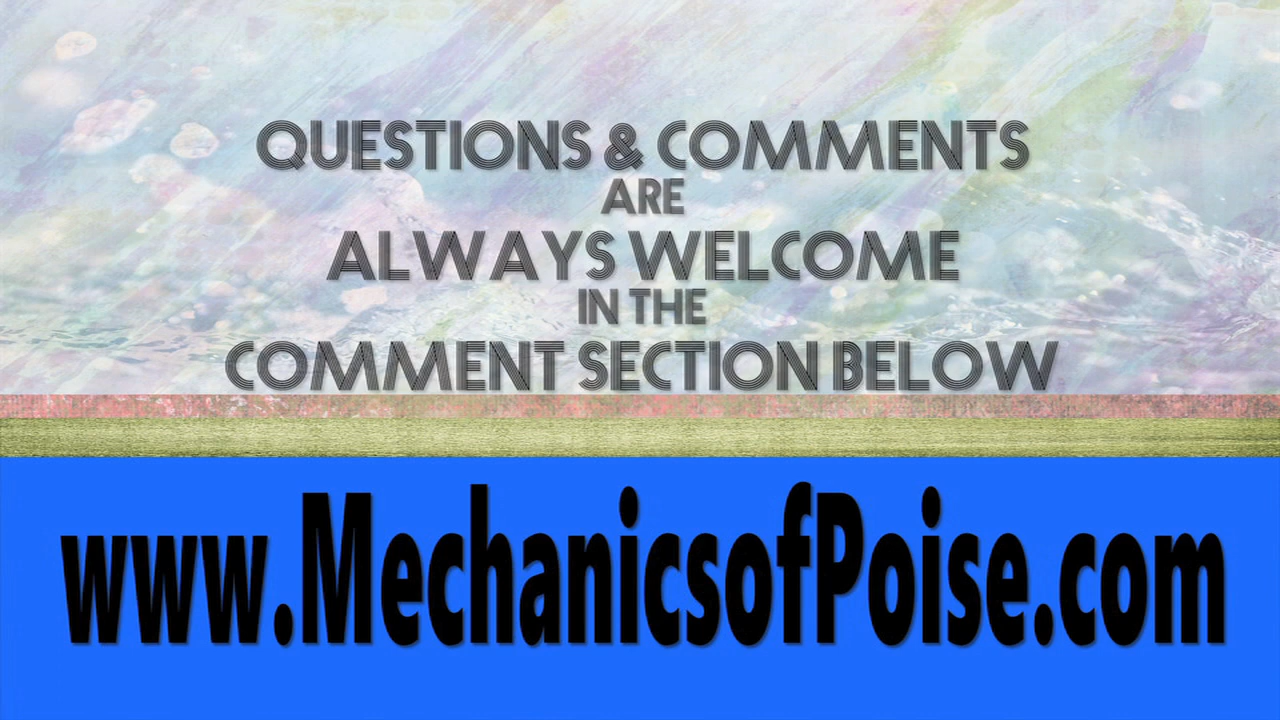 QUESTIONS & COMMENTS
ARE
ALWAYS WELCOME
IN THE
COMMENT SECTION BELOW
www.MechanicsofPoise.com